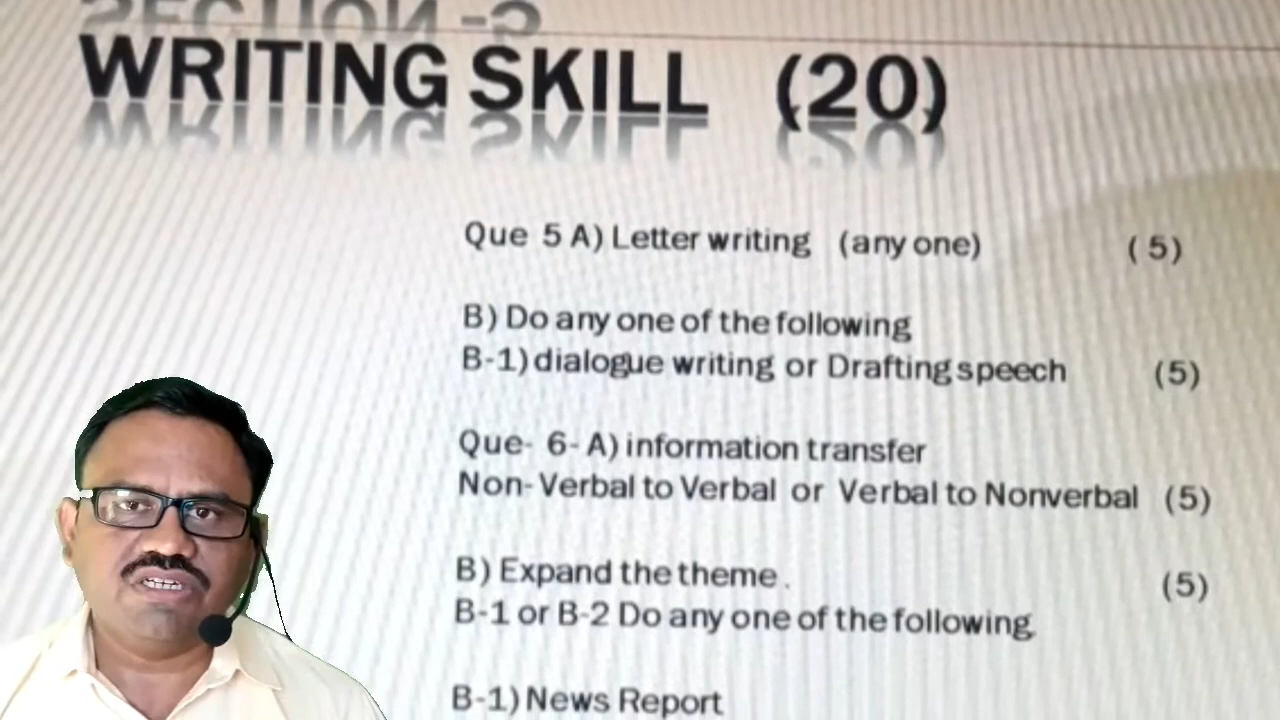 SECTION -5
WRITING SKILL (20)
Que 5 A) Letter writing (any one) ( 5)
B) Do any one of the following
B-1) dialogue writing or Drafting speech (5)
Que- 6- A) information transfer
Non- Verbal to Verbal or Verbal to Nonverbal (5)
B) Expand the theme . (5)
B-1 or B-2 Do any one of the following
B-1) News Report